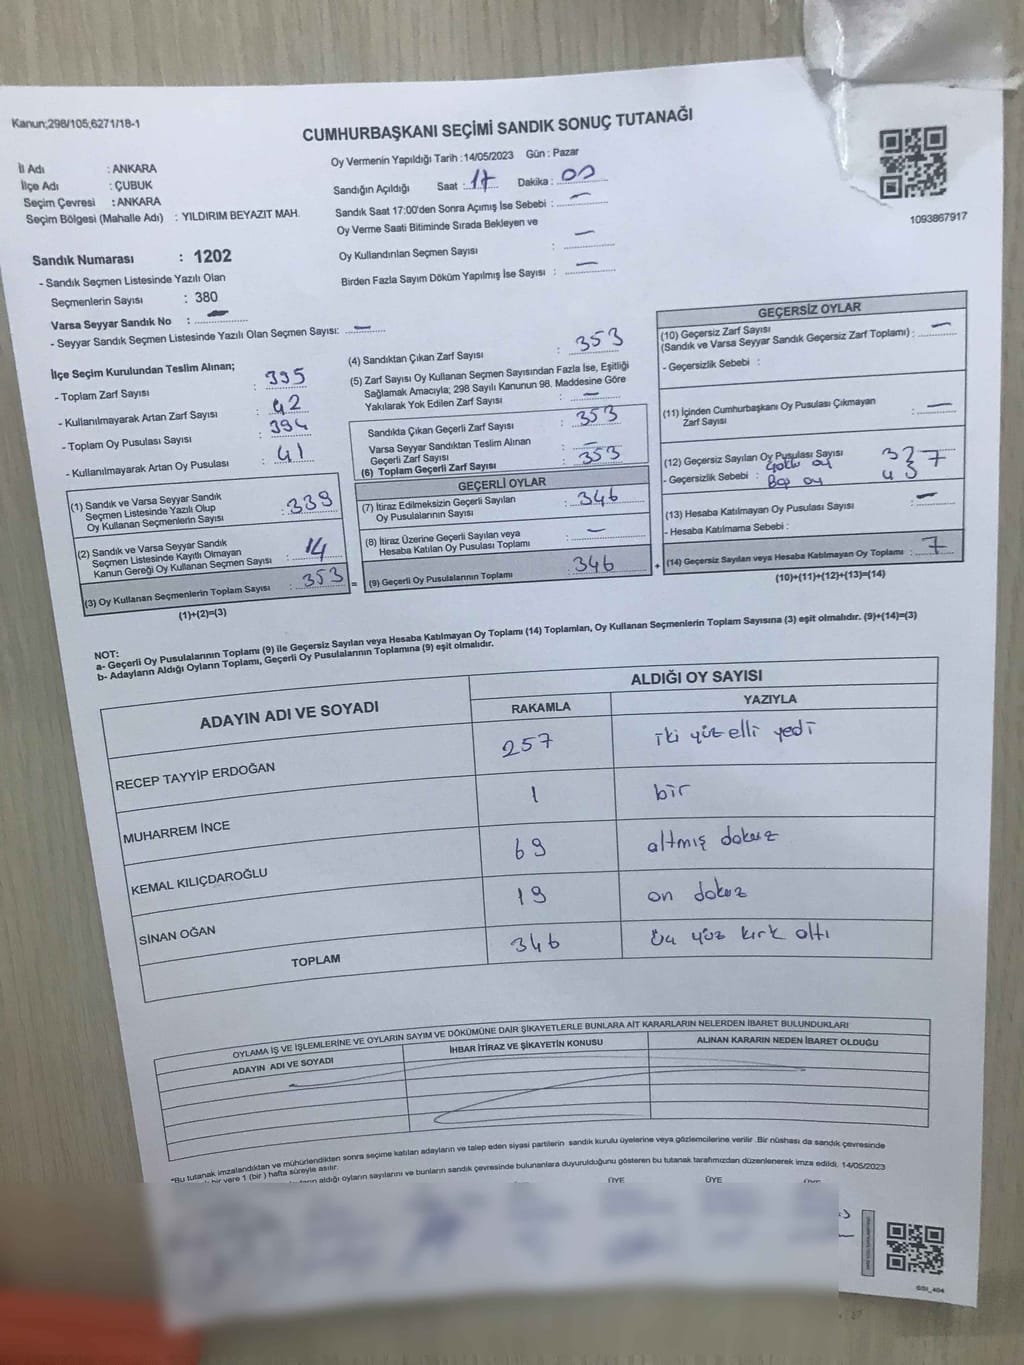 Kanun;298/105;6271/18-1
CUMHURBAŞKANI SEÇİMİ SANDIK SONUÇ TUTANAĞI
İl Adı : ANKARA
İlçe Adı : ÇUBUK
Seçim Çevresi : ANKARA
Seçim Bölgesi (Mahalle Adı) : YILDIRIM BEYAZIT MAH.
Sandık Numarası : 1202
- Sandık Seçmen Listesinde Yazılı Olan
Seçmenlerin Sayısı : 380
Varsa Seyyar Sandık No : –
- Seyyar Sandık Seçmen Listesinde Yazılı Olan Seçmen Sayısı: –
Oy Vermenin Yapıldığı Tarih :14/05/2023 Gün : Pazar
Sandığın Açıldığı Saat : 17 Dakika : 00
Sandık Saat 17:00'den Sonra Açımış İse Sebebi : –
Oy Verme Saati Bitiminde Sırada Bekleyen ve
Oy Kullandırılan Seçmen Sayısı : –
Birden Fazla Sayım Döküm Yapılmış İse Sayısı : –
1093867917
İlçe Seçim Kurulundan Teslim Alınan;
- Toplam Zarf Sayısı : 395
- Kullanılmayarak Artan Zarf Sayısı : 42
- Toplam Oy Pusulası Sayısı : 394
- Kullanılmayarak Artan Oy Pusulası : 41
(1) Sandık ve Varsa Seyyar Sandık
Seçmen Listesinde Yazılı Olup
Oy Kullanan Seçmenlerin Sayısı : 339
(2) Sandık ve Varsa Seyyar Sandık
Seçmen Listesinde Kayıtlı Olmayan
Kanun Gereği Oy Kullanan Seçmen Sayısı : 14
(3) Oy Kullanan Seçmenlerin Toplam Sayısı : 353
(1)+(2)=(3)
(4) Sandıktan Çıkan Zarf Sayısı : 353
(5) Zarf Sayısı Oy Kullanan Seçmen Sayısından Fazla İse, Eşitliği
Sağlamak Amacıyla; 298 Sayılı Kanunun 98. Maddesine Göre
Yakılarak Yok Edilen Zarf Sayısı : –
Sandıkta Çıkan Geçerli Zarf Sayısı : 353
Varsa Seyyar Sandıktan Teslim Alınan
Geçerli Zarf Sayısı : –
(6) Toplam Geçerli Zarf Sayısı : 353
GEÇERLİ OYLAR
(7) İtiraz Edilmeksizin Geçerli Sayılan
Oy Pusulalarının Sayısı : 346
(8) İtiraz Üzerine Geçerli Sayılan veya
Hesaba Katılan Oy Pusulası Toplamı : –
= (9) Geçerli Oy Pusulalarının Toplamı : 346
GEÇERSİZ OYLAR
(10) Geçersiz Zarf Sayısı
(Sandık ve Varsa Seyyar Sandık Geçersiz Zarf Toplamı) : –
- Geçersizlik Sebebi :
(11) İçinden Cumhurbaşkanı Oy Pusulası Çıkmayan
Zarf Sayısı : –
(12) Geçersiz Sayılan Oy Pusulası Sayısı 7
- Geçersizlik Sebebi : Boş oy
(13) Hesaba Katılmayan Oy Pusulası Sayısı : –
- Hesaba Katılmama Sebebi :
+ (14) Geçersiz Sayılan veya Hesaba Katılmayan Oy Toplamı : 7
(10)+(11)+(12)+(13)=(14)
NOT:
a- Geçerli Oy Pusulalarının Toplamı (9) ile Geçersiz Sayılan veya Hesaba Katılmayan Oy Toplamı (14) Toplamları, Oy Kullanan Seçmenlerin Toplam Sayısına (3) eşit olmalıdır. (9)+(14)=(3)
b- Adayların Aldığı Oyların Toplamı, Geçerli Oy Pusulalarının Toplamına (9) eşit olmalıdır.
ADAYIN ADI VE SOYADI
ALDIĞI OY SAYISI
RAKAMLA YAZIYLA
RECEP TAYYİP ERDOĞAN 257 iki yüz elli yedi
MUHARREM İNCE 1 bir
KEMAL KILIÇDAROĞLU 69 altmış dokuz
SİNAN OĞAN 19 on dokuz
TOPLAM 346 üç yüz kırk altı
OYLAMA İŞ VE İŞLEMLERİNE VE OYLARIN SAYIM VE DÖKÜMÜNE DAİR ŞİKAYETLERLE BUNLARA AİT KARARLARIN NELERDEN İBARET BULUNDUKLARI
ADAYIN ADI VE SOYADI İHBAR İTİRAZ VE ŞİKAYETİN KONUSU ALINAN KARARIN NEDEN İBARET OLDUĞU
*Bu tutanak imzalandıktan ve mühürlendikten sonra seçime katılan adayların ve talep eden siyasi partilerin sandık kurulu üyelerine veya gözlemcilerine verilir .Bir nüshası da sandık çevresinde
bir yere 1 (bir ) hafta süreyle asılır.
aldığı oyların sayılarını ve bunların sandık çevresinde bulunanlara duyurulduğunu gösteren bu tutanak tarafımızdan düzenlenerek imza edildi. 14/05/2023
ÜYE ÜYE